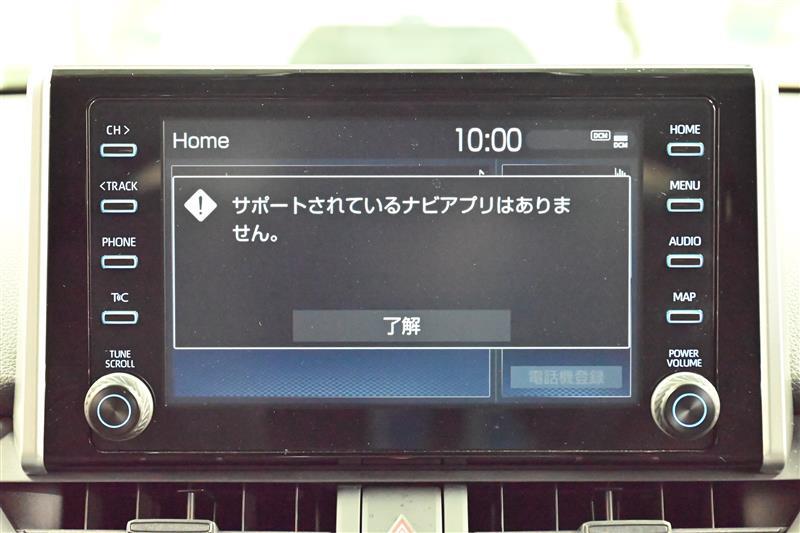 CH >
< TRACK
PHONE
T C
TUNE
SCROLL
Home
10:00
DCM
DCM
サポートされているナビアプリはありま
せん。
了解
電話機登録
HOME
MENU
AUDIO
MAP
POWER
VOLUME